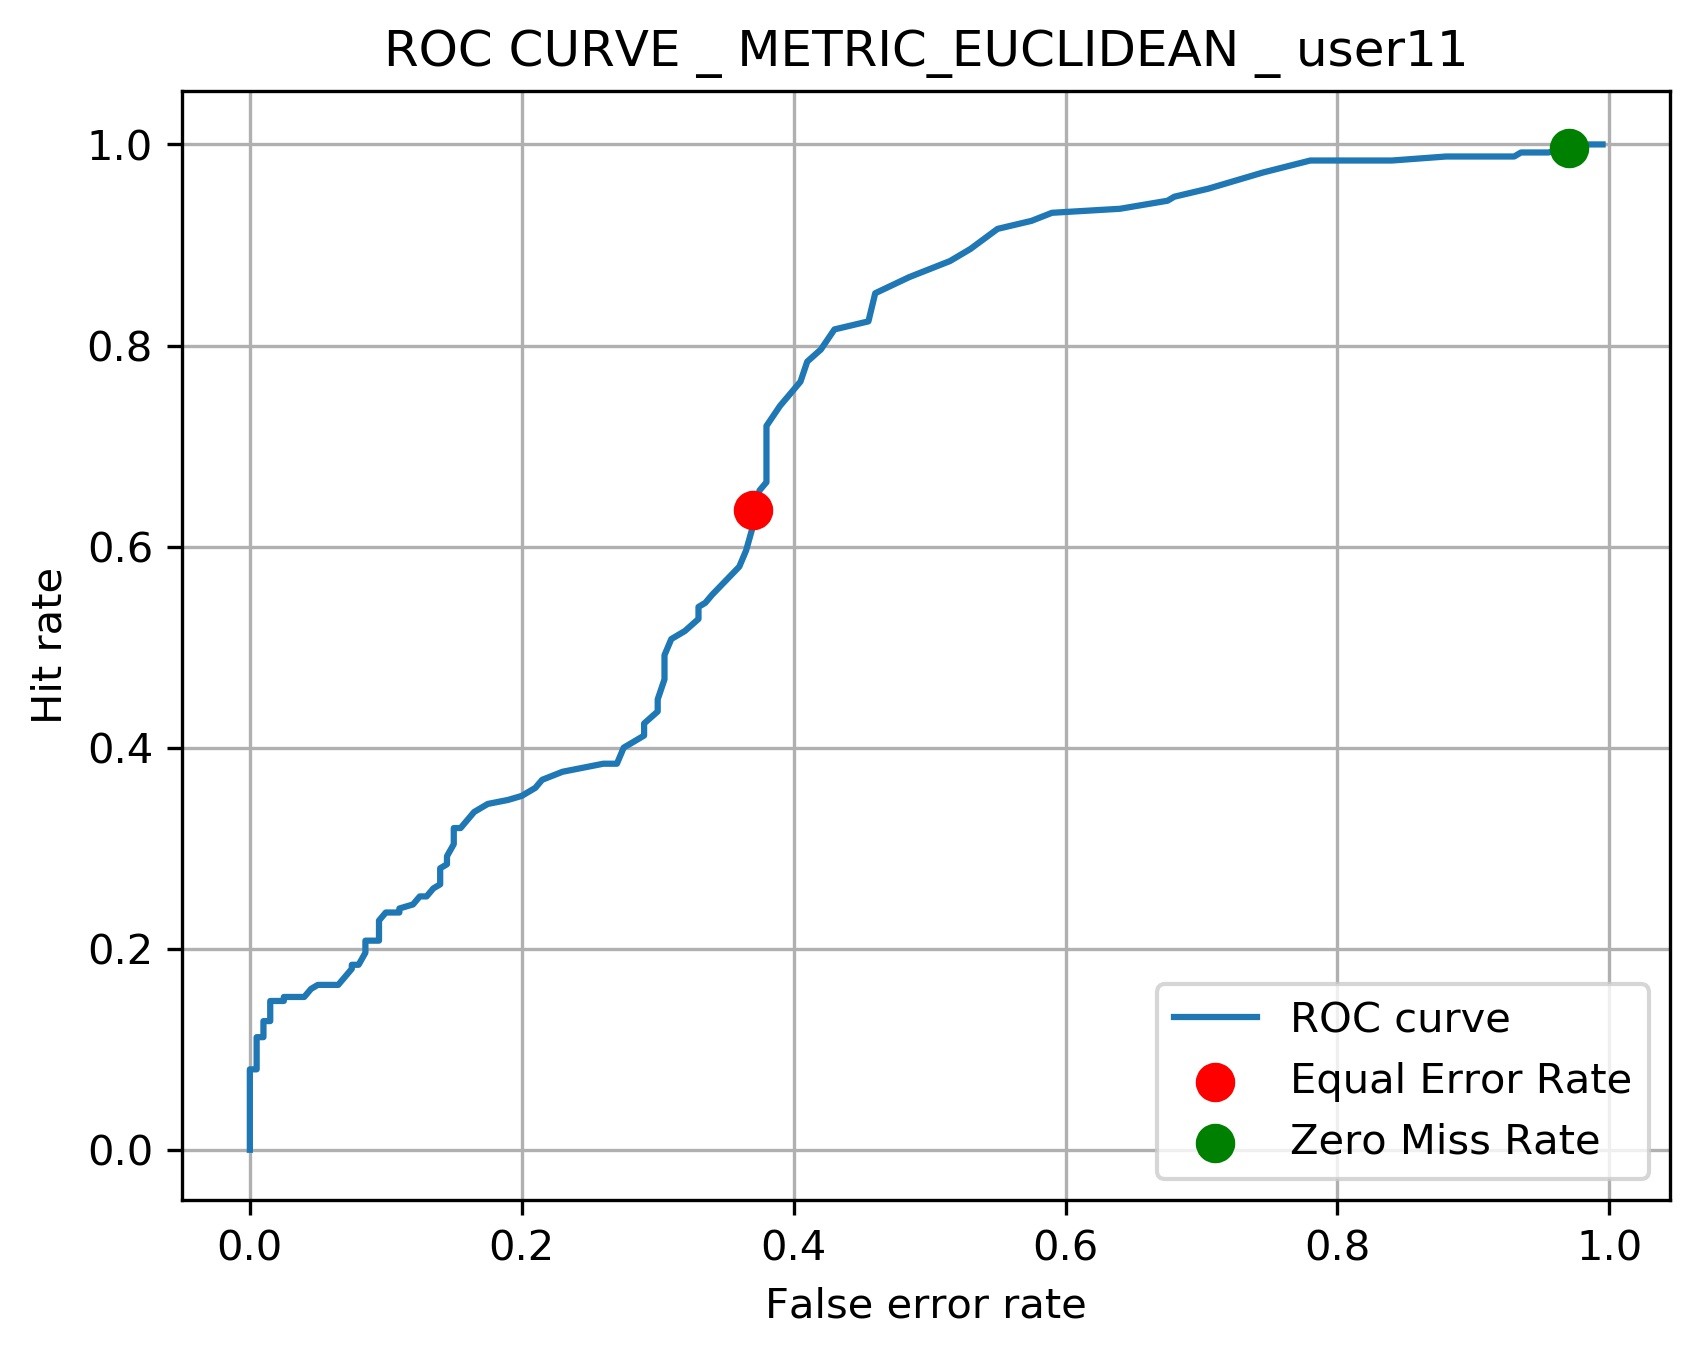 ROC CURVE _ METRIC_EUCLIDEAN _ user11
1.0
0.8
0.6
0.4
0.2
0.0
Hit rate
ROC curve
Equal Error Rate
Zero Miss Rate
0.0 0.2 0.4 0.6 0.8 1.0
False error rate